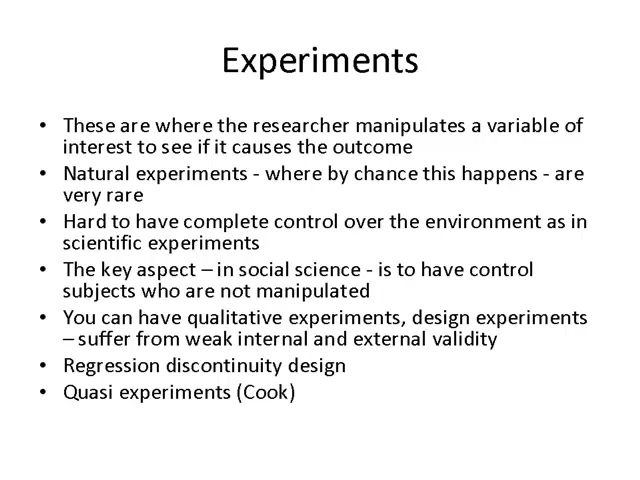 Experiments
• These are where the researcher manipulates a variable of
interest to see if it causes the outcome
• Natural experiments - where by chance this happens - are
very rare
• Hard to have complete control over the environment as in
scientific experiments
• The key aspect – in social science - is to have control
subjects who are not manipulated
• You can have qualitative experiments, design experiments
– suffer from weak internal and external validity
• Regression discontinuity design
• Quasi experiments (Cook)